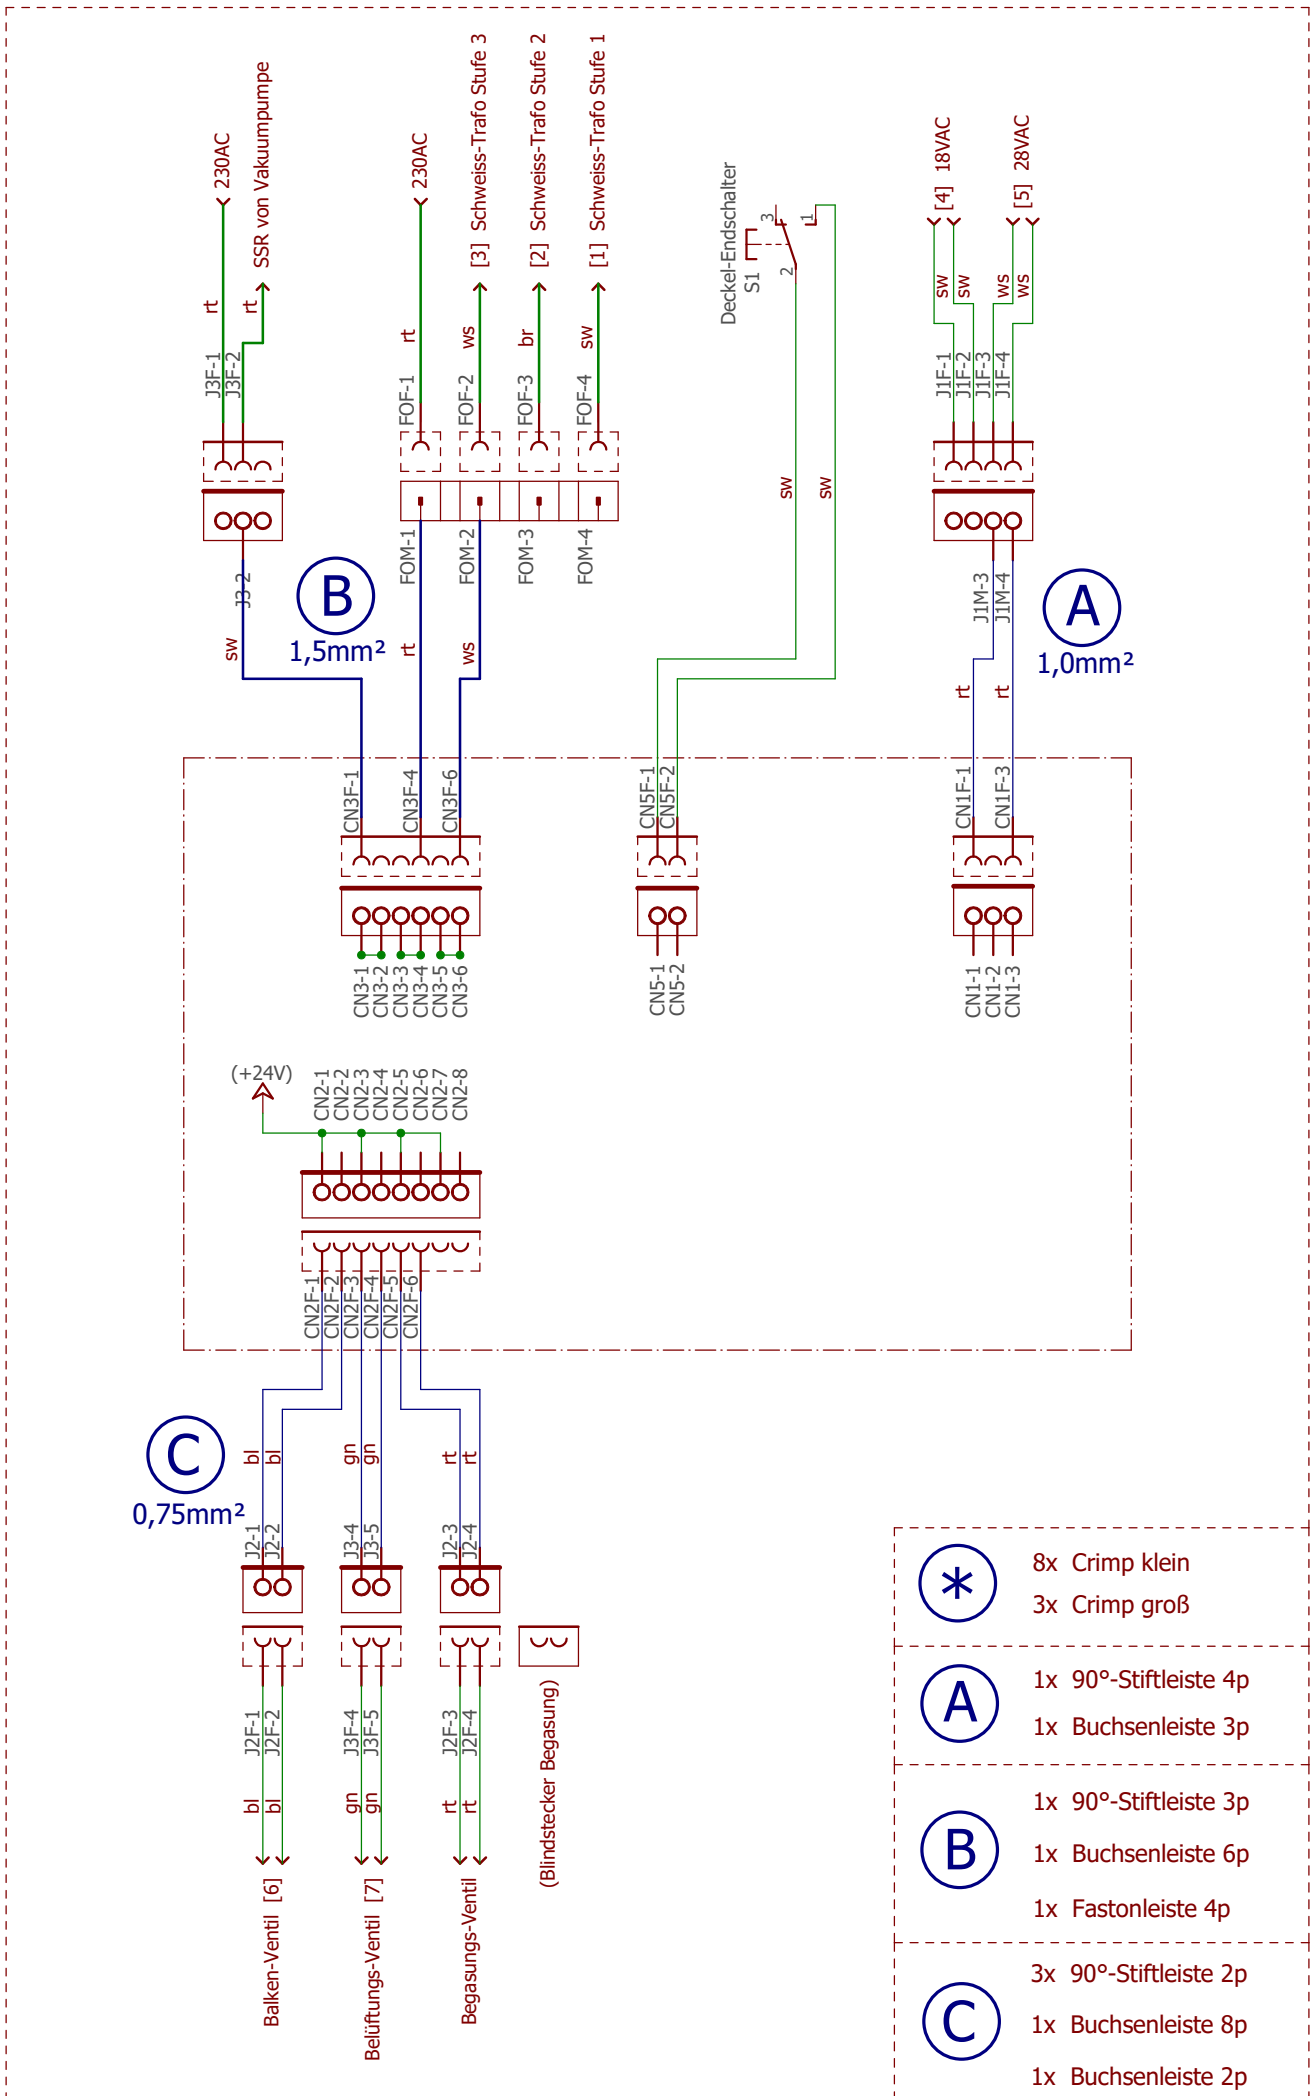 230AC
SSR von Vakuumpumpe
230AC
[3] Schweiss-Trafo Stufe 3
[2] Schweiss-Trafo Stufe 2
[1] Schweiss-Trafo Stufe 1
Deckel-Endschalter
S1
3
1
2
[4] 18VAC
[5] 28VAC
rt
rt
rt
ws
br
sw
sw
sw
ws
ws
J3F-1
J3F-2
FOF-1
FOF-2
FOF-3
FOF-4
J1F-1
J1F-2
J1F-3
J1F-4
sw
sw
J3-2
FOM-1
FOM-2
FOM-3
FOM-4
J1M-3
J1M-4
B
1,5mm²
A
1,0mm²
sw
rt
ws
rt
rt
CN3F-1
CN3F-4
CN3F-6
CN5F-1
CN5F-2
CN1F-1
CN1F-3
CN3-1
CN3-2
CN3-3
CN3-4
CN3-5
CN3-6
CN5-1
CN5-2
CN1-1
CN1-2
CN1-3
(+24V)
CN2-1
CN2-2
CN2-3
CN2-4
CN2-5
CN2-6
CN2-7
CN2-8
CN2F-1
CN2F-2
CN2F-3
CN2F-4
CN2F-5
CN2F-6
C
0,75mm²
bl
bl
gn
gn
rt
rt
J2-1
J2-2
J3-4
J3-5
J2-3
J2-4
J2F-1
J2F-2
J3F-4
J3F-5
J2F-3
J2F-4
bl
bl
gn
gn
rt
rt
Balken-Ventil [6]
Belüftungs-Ventil [7]
Begasungs-Ventil
(Blindstecker Begasung)
*
8x Crimp klein
3x Crimp groß
A
1x 90°-Stiftleiste 4p
1x Buchsenleiste 3p
B
1x 90°-Stiftleiste 3p
1x Buchsenleiste 6p
1x Fastonleiste 4p
C
3x 90°-Stiftleiste 2p
1x Buchsenleiste 8p
1x Buchsenleiste 2p